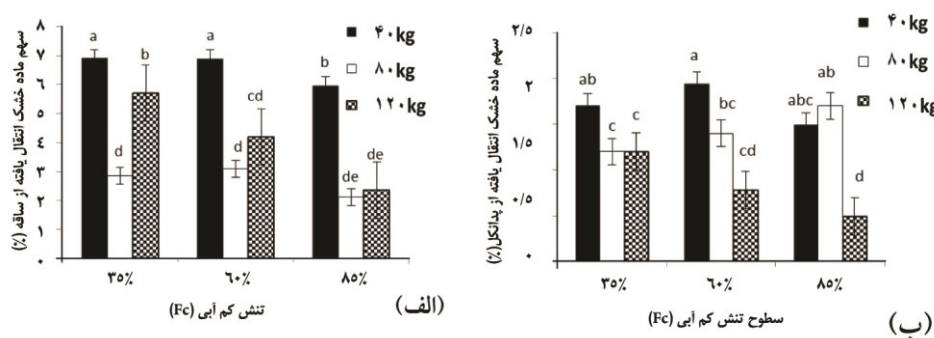 سهم ماده خشک انتقال یافته از ساقه (%)
۸
۷
۶
۵
۴
۳
۲
۱
۰
a
d
b
a
d
cd
b
de
de
۴۰kg
۸۰kg
۱۲۰kg
۳۵%
۶۰%
۸۵%
تنش کم آبی (Fc)
(الف)
سهم ماده خشک انتقال یافته از پدانکل(%)
۲/۵
۲
۱/۵
۱
۰/۵
۰
ab
c
c
a
bc
cd
abc
ab
d
۴۰kg
۸۰kg
۱۲۰kg
۳۵%
۶۰%
۸۵%
سطوح تنش کم آبی (Fc)
(ب)